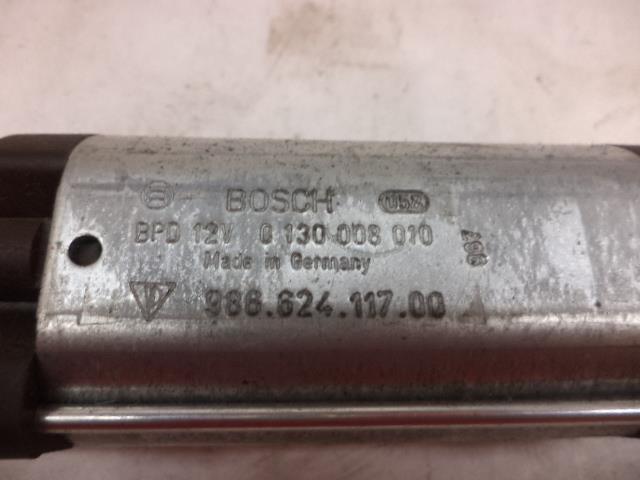 BOSCH
BPD 12V 0 130 008 010
Made in Germany
986.624.117.00